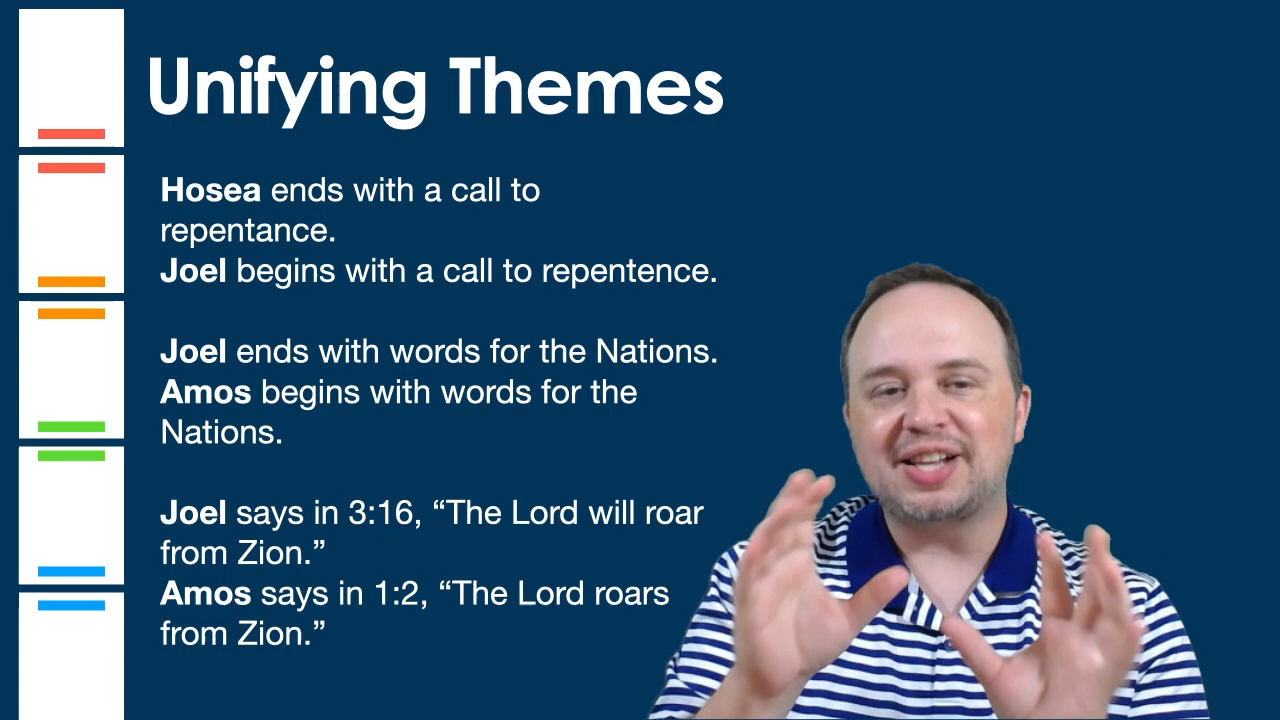 Unifying Themes
Hosea ends with a call to
repentance.
Joel begins with a call to repentence.
Joel ends with words for the Nations.
Amos begins with words for the
Nations.
Joel says in 3:16, “The Lord will roar
from Zion.”
Amos says in 1:2, “The Lord roars
from Zion.”